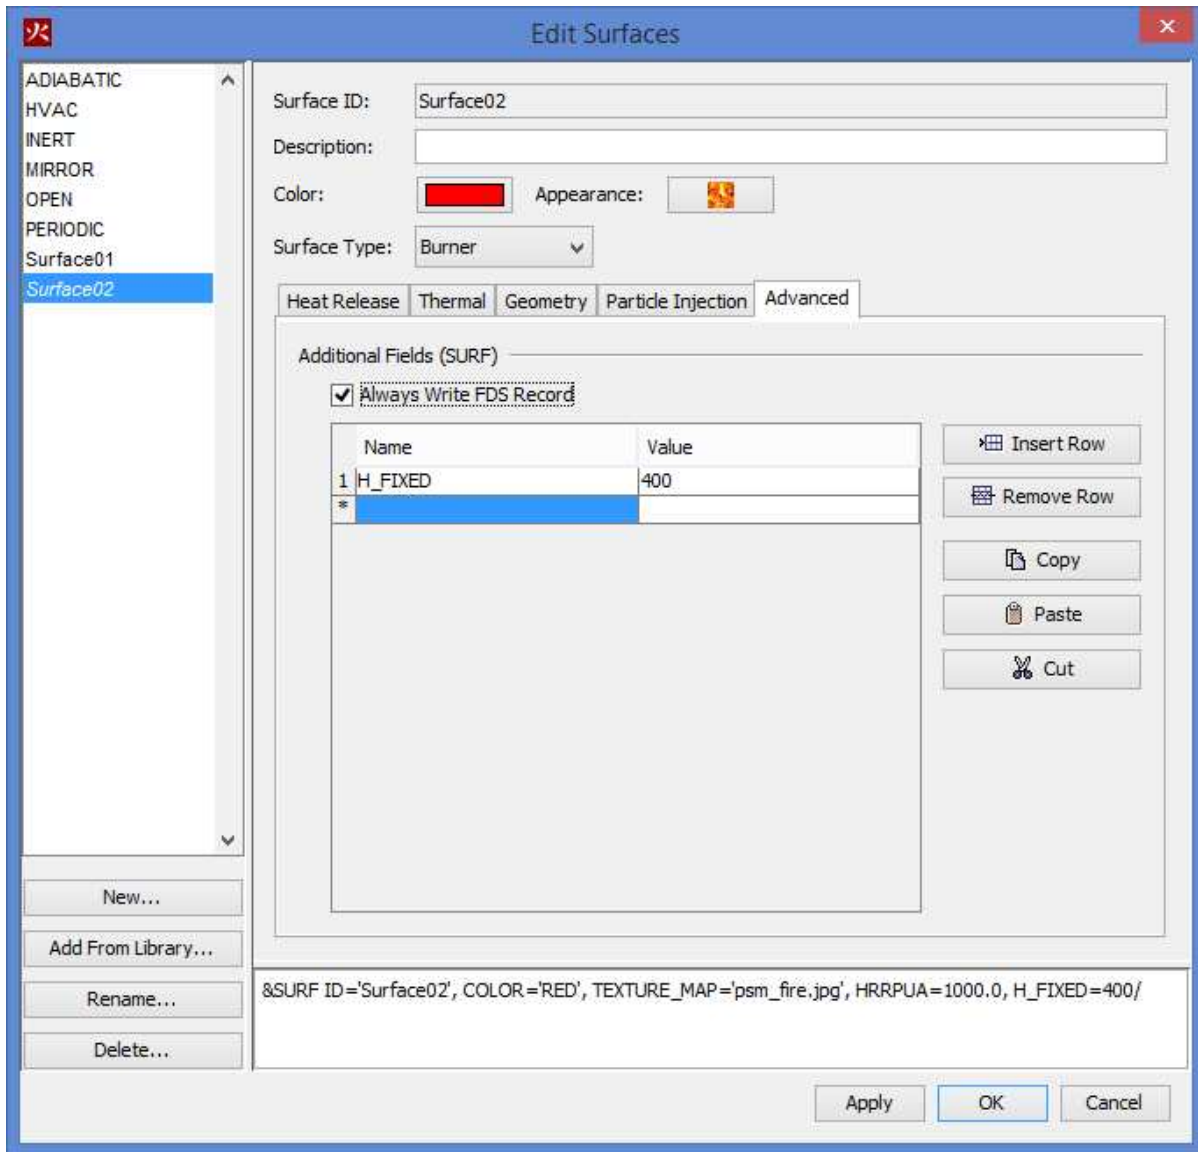 火
Edit Surfaces
ADIABATIC
HVAC
INERT
MIRROR
OPEN
PERIODIC
Surface01
Surface02
New...
Add From Library...
Rename...
Delete...
Surface ID: Surface02
Description:
Color: Appearance:
Surface Type: Burner
Heat Release Thermal Geometry Particle Injection Advanced
Additional Fields (SURF)
Always Write FDS Record
Name Value
1 H_FIXED 400
*
Insert Row
Remove Row
Copy
Paste
Cut
&SURF ID='Surface02', COLOR='RED', TEXTURE_MAP='psm_fire.jpg', HRRPUA=1000.0, H_FIXED=400/
Apply OK Cancel